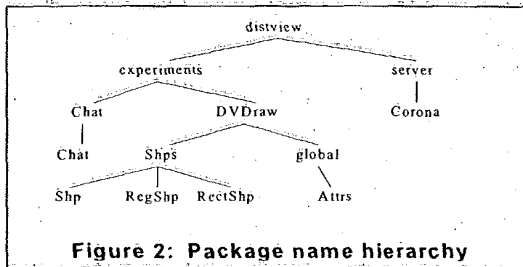 distview
experiments server
Chat DVDraw Corona
Chat Shps global
Shp RegShp RectShp Attrs
Figure 2: Package name hierarchy